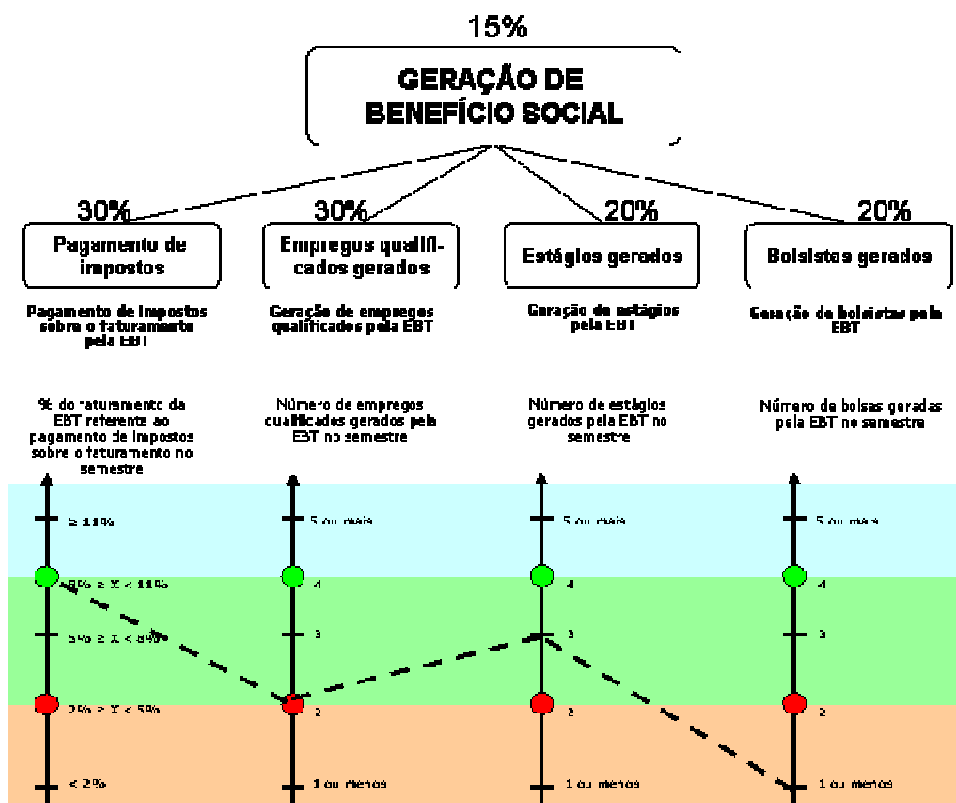 15%
GERAÇÃO DE
BENEFÍCIO SOCIAL
30%
Pagamento de
impostos
30%
Empregos qualifi-
cados gerados
20%
Estágios gerados
20%
Bolsistas gerados
Pagamento de impostos
sobre o faturamento
pela EBT
Geração de empregos
qualificados pela EBT
Geração de estágios
pela EBT
Geração de bolsistas pela
EBT
% do faturamento da
EBT referente ao
pagamento de impostos
sobre o faturamento no
semestre
Número de empregos
qualificados gerados pela
EBT no semestre
Número de estágios
gerados pela EBT no
semestre
Número de bolsas geradas
pela EBT no semestre
≥ 11%
5 ou mais
5 ou mais
5 ou mais
≥ X < 11%
4
4
4
≥ X <
3
3
3
≥ X < 5%
2
2
2
< 2%
1 ou menos
1 ou menos
1 ou menos